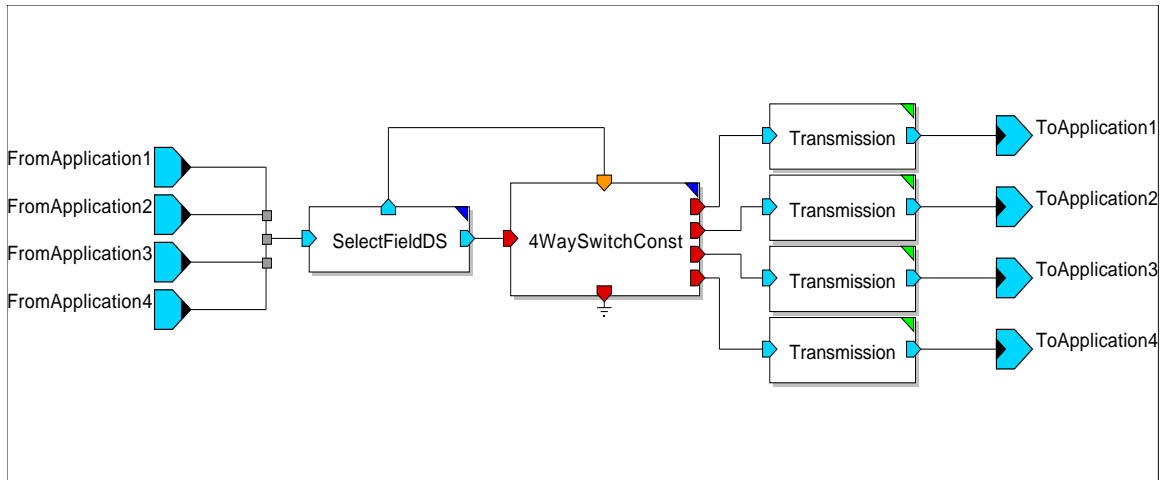 FromApplication1
FromApplication2
FromApplication3
FromApplication4
SelectFieldDS
4WaySwitchConst
Transmission
Transmission
Transmission
Transmission
ToApplication1
ToApplication2
ToApplication3
ToApplication4